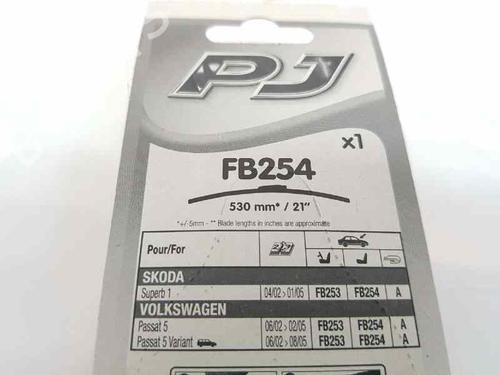 PJ
x1
FB254
530 mm* / 21"
*+/-5mm - ** Blade lengths in inches are approximate
Pour/For
SKODA
Superb 1 04/02 > 01/05 FB253 FB254 A
VOLKSWAGEN
Passat 5 06/02 > 02/05 FB253 FB254 A
Passat 5 Variant 06/02 > 08/05 FB253 FB254 A